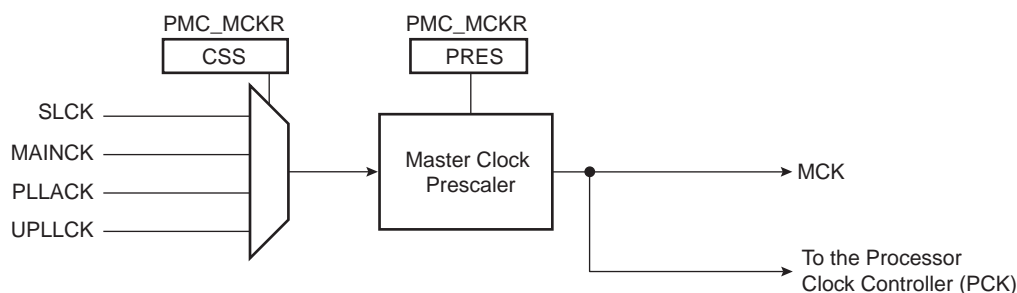 PMC_MCKR
PMC_MCKR
CSS
PRES
SLCK
MAINCK
PLLACK
UPLLCK
Master Clock
Prescaler
MCK
To the Processor
Clock Controller (PCK)